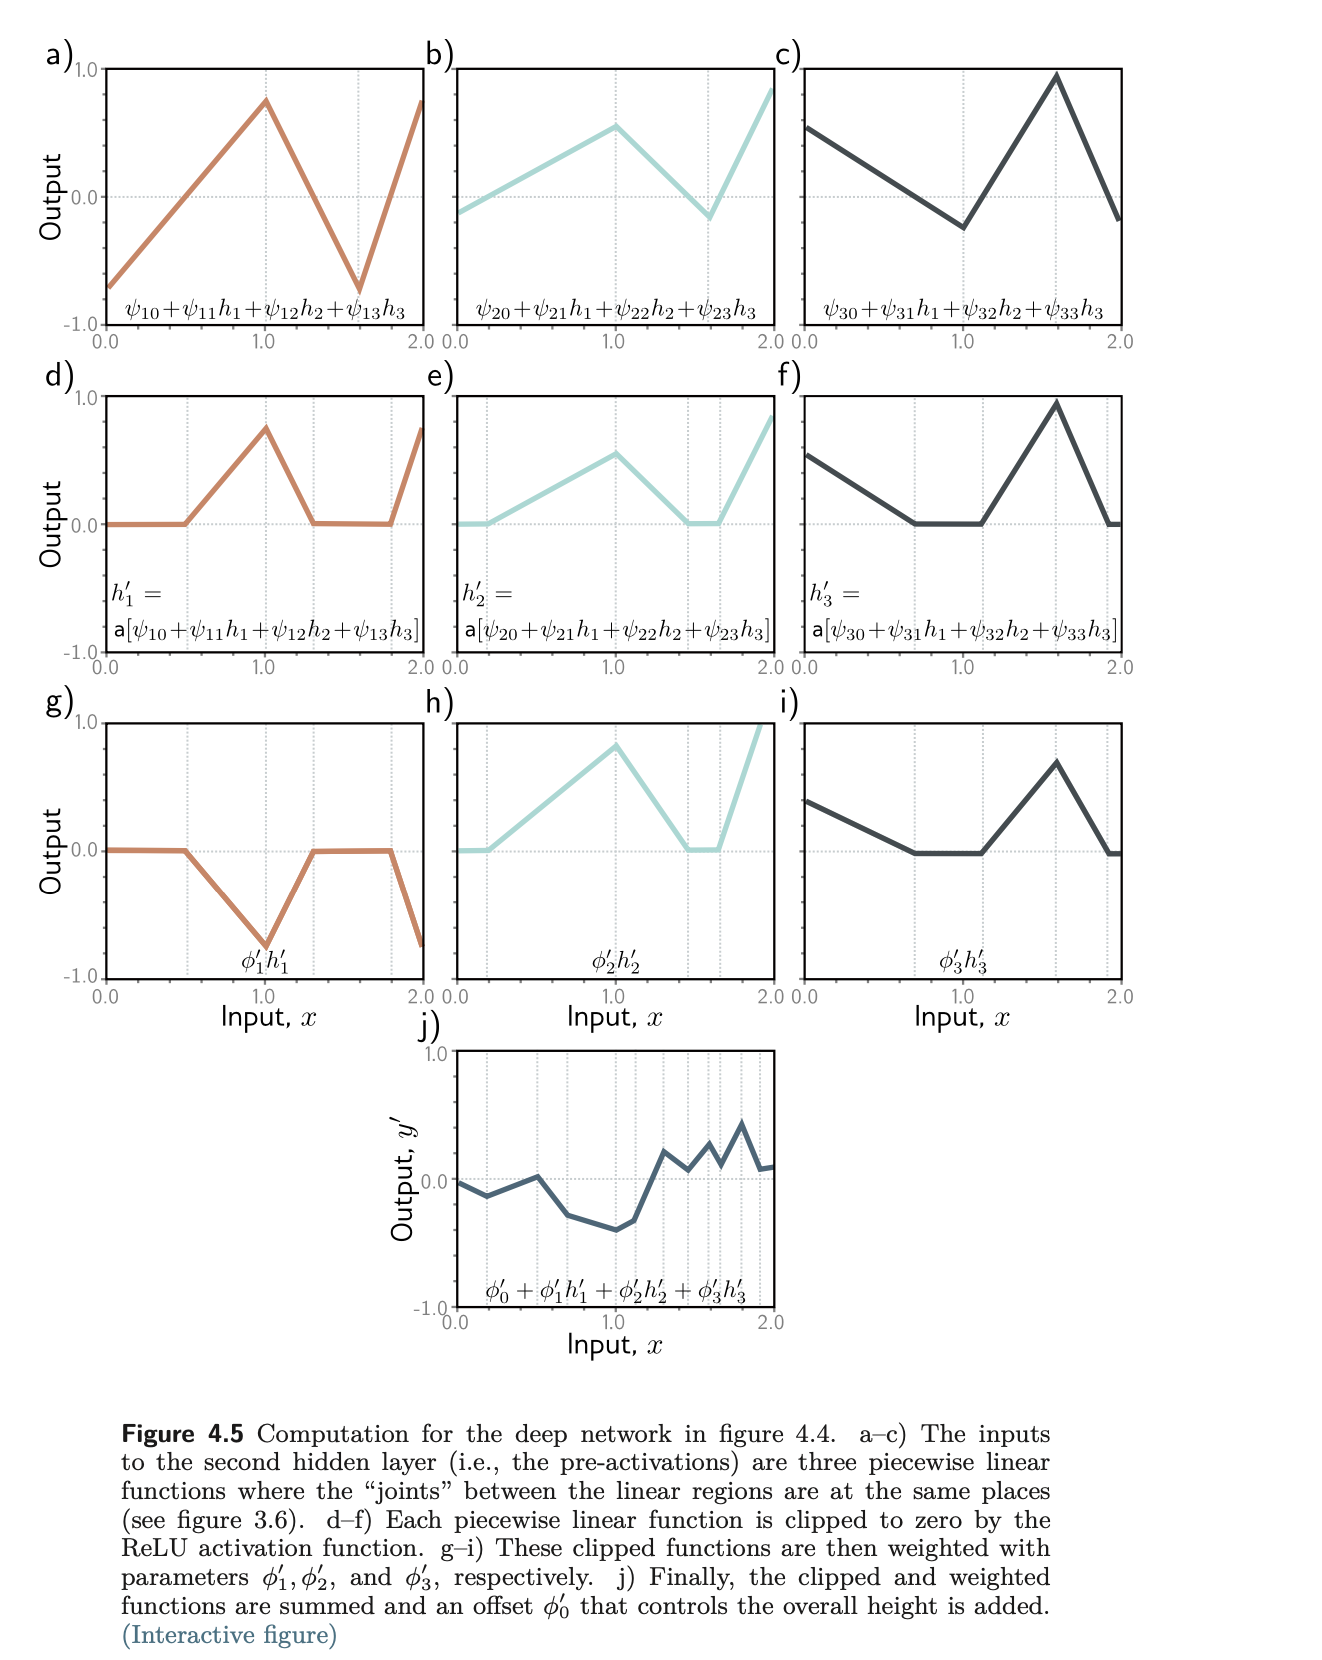 a) b) c)
1.0
Output
0.0
-1.0
ψ₁₀+ψ₁₁h₁+ψ₁₂h₂+ψ₁₃h₃ ψ₂₀+ψ₂₁h₁+ψ₂₂h₂+ψ₂₃h₃ ψ₃₀+ψ₃₁h₁+ψ₃₂h₂+ψ₃₃h₃
0.0 1.0 2.0 0.0 1.0 2.0 0.0 1.0 2.0
d) e) f)
1.0
Output
0.0
h′₁ = h′₂ = h′₃ =
a[ψ₁₀+ψ₁₁h₁+ψ₁₂h₂+ψ₁₃h₃] a[ψ₂₀+ψ₂₁h₁+ψ₂₂h₂+ψ₂₃h₃] a[ψ₃₀+ψ₃₁h₁+ψ₃₂h₂+ψ₃₃h₃]
-1.0
0.0 1.0 2.0 0.0 1.0 2.0 0.0 1.0 2.0
g) h) i)
1.0
Output
0.0
ϕ′₁h′₁ ϕ′₂h′₂ ϕ′₃h′₃
-1.0
0.0 1.0 2.0 0.0 1.0 2.0 0.0 1.0 2.0
Input, x Input, x Input, x
j)
1.0
Output, y′
0.0
ϕ′₀ + ϕ′₁h′₁ + ϕ′₂h′₂ + ϕ′₃h′₃
-1.0
0.0 1.0 2.0
Input, x
Figure 4.5 Computation for the deep network in figure 4.4. a–c) The inputs
to the second hidden layer (i.e., the pre-activations) are three piecewise linear
functions where the “joints” between the linear regions are at the same places
(see figure 3.6). d–f) Each piecewise linear function is clipped to zero by the
ReLU activation function. g–i) These clipped functions are then weighted with
parameters ϕ′₁, ϕ′₂, and ϕ′₃, respectively. j) Finally, the clipped and weighted
functions are summed and an offset ϕ′₀ that controls the overall height is added.
(Interactive figure)